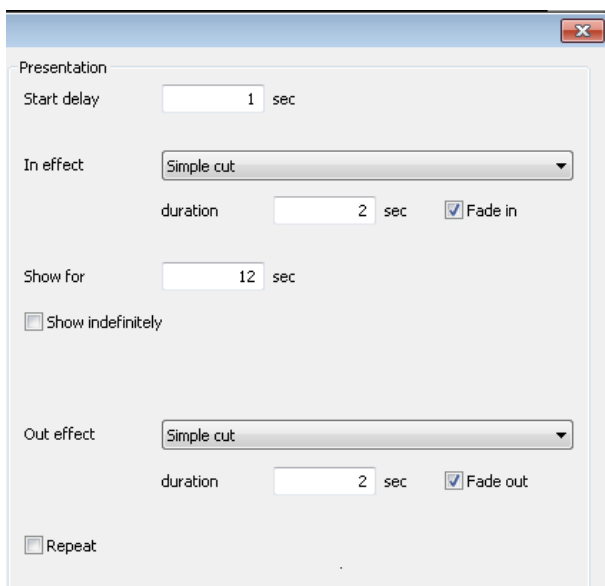 Presentation
Start delay 1 sec
In effect Simple cut
duration 2 sec Fade in
Show for 12 sec
Show indefinitely
Out effect Simple cut
duration 2 sec Fade out
Repeat